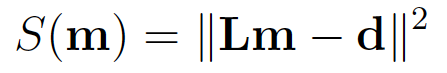 S(𝐦) = ‖𝐋𝐦 − 𝐝‖²